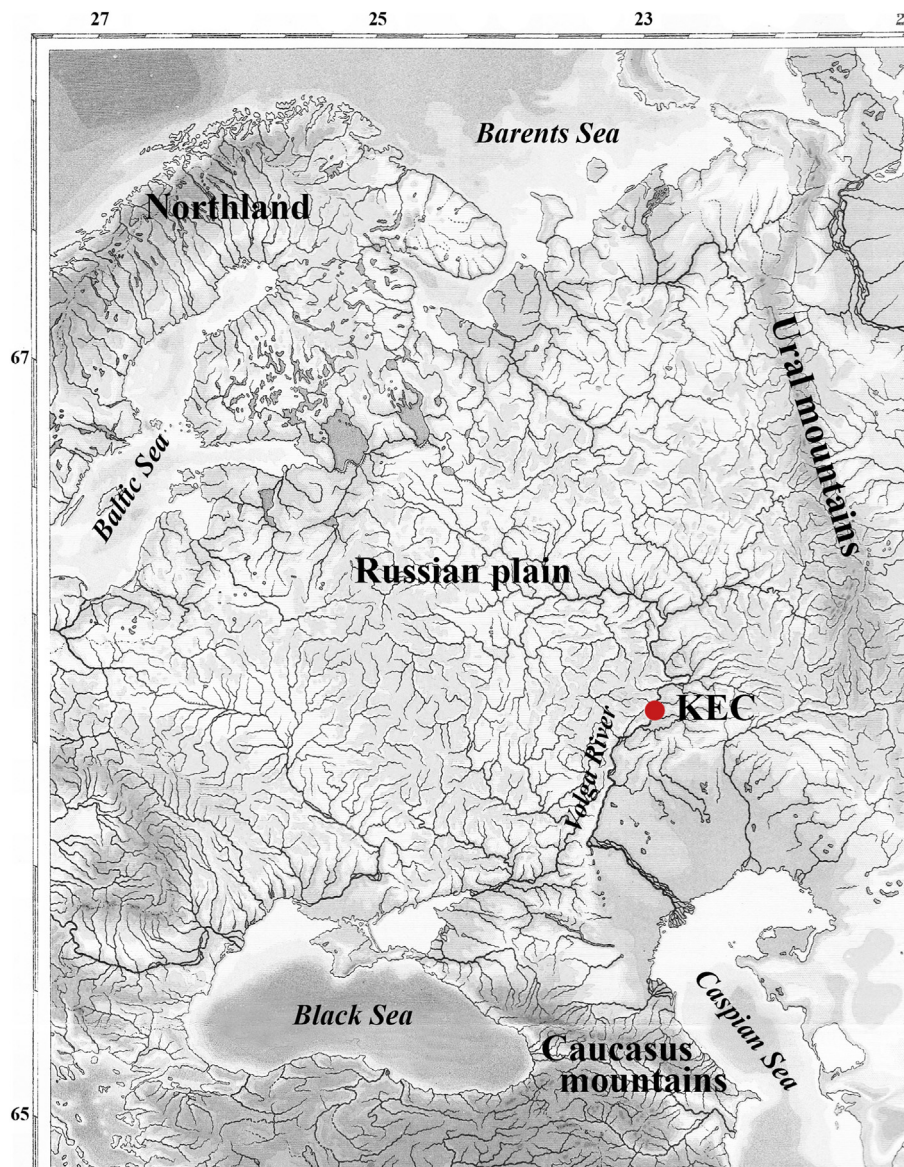 27 25 23 2
Barents Sea
Northland
Ural mountains
67
Baltic Sea
Russian plain
KEC
Volga River
Black Sea
Caspian Sea
Caucasus
mountains
65